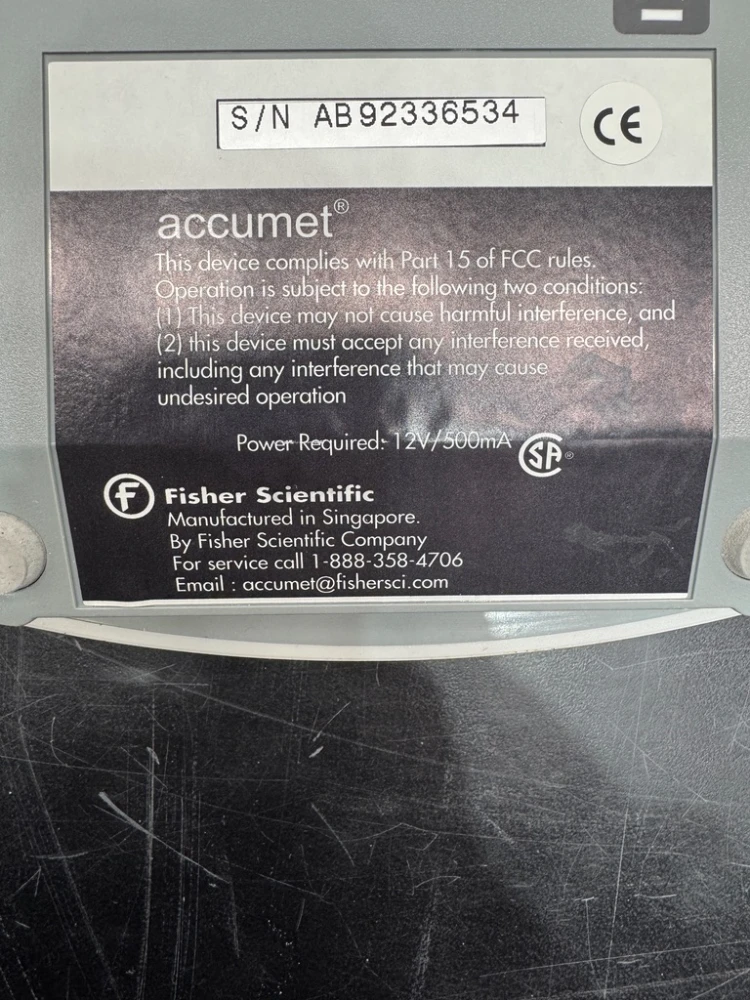 S/N AB92336534
CE
accumet®
This device complies with Part 15 of FCC rules.
Operation is subject to the following two conditions:
(1) This device may not cause harmful interference, and
(2) this device must accept any interference received,
including any interference that may cause
undesired operation
Power Required:- 12V/500mA SA®
F Fisher Scientific
Manufactured in Singapore.
By Fisher Scientific Company
For service call 1-888-358-4706
Email : accumet@fishersci.com